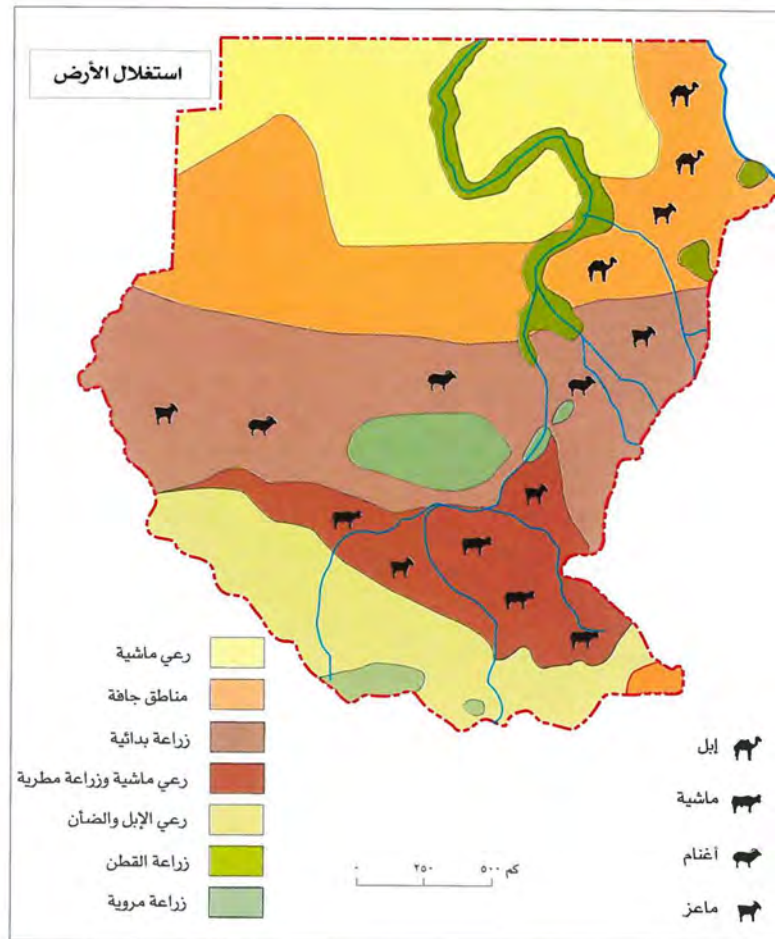 استغلال الأرض
رعي ماشية
مناطق جافة
زراعة بدائية
رعي ماشية وزراعة مطرية
رعي الإبل والضأن
زراعة القطن
زراعة مروية
٠ ٢٥٠ ٥٠٠ كم
إبل
ماشية
أغنام
ماعز